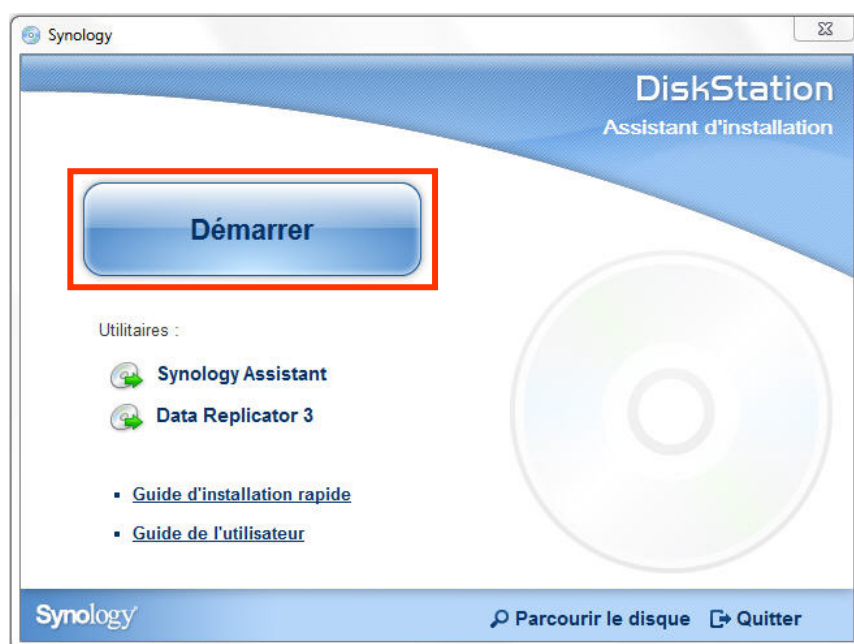 Synology
DiskStation
Assistant d'installation
Démarrer
Utilitaires :
Synology Assistant
Data Replicator 3
Guide d'installation rapide
Guide de l'utilisateur
Synology
Parcourir le disque
Quitter